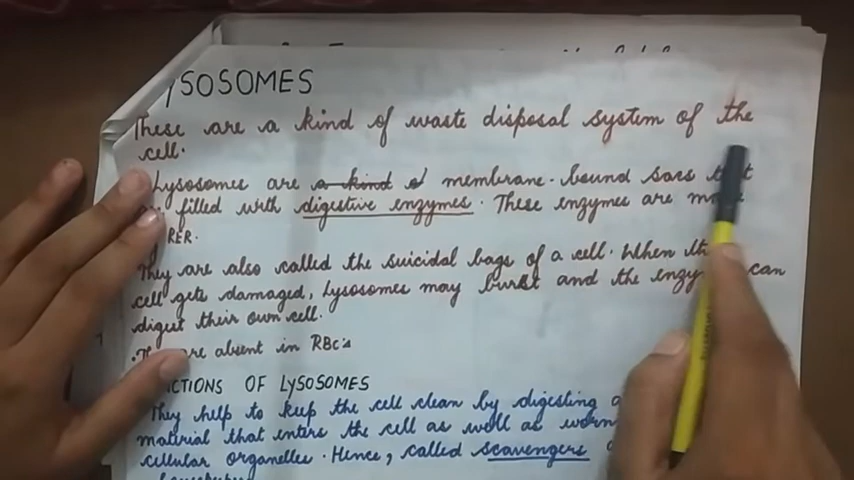 YSOSOMES
These are a kind of waste disposal system of the
cell.
Lysosomes are a kind of membrane-bound sacs that
filled with digestive enzymes. These enzymes are made
RER.
They are also called the suicidal bags of a cell. When the
cell gets damaged, Lysosomes may burst and the enzy can
digest their own cell.
• They are absent in RBC's
CTIONS OF LYSOSOMES
They help to keep the cell clean by digesting
material that enters the cell as well as worn
cellular organelles. Hence, called scavengers